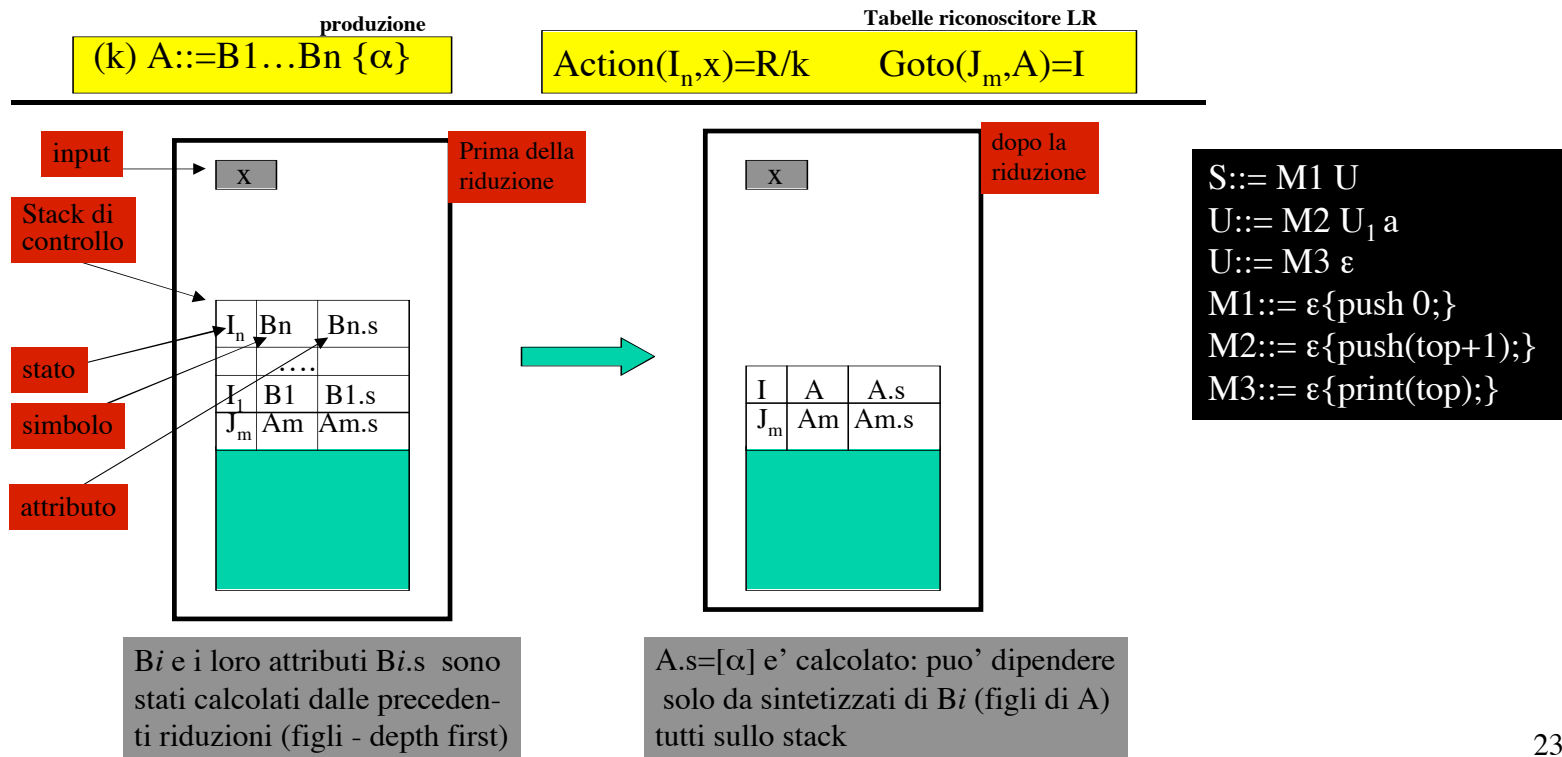 produzione
(k) A::=B1…Bn {α}
Tabelle riconoscitore LR
Action(Iₙ,x)=R/k Goto(Jₘ,A)=I
input
x
Prima della
riduzione
Stack di
controllo
Iₙ Bn Bn.s
….
I₁ B1 B1.s
Jₘ Am Am.s
stato
simbolo
attributo
x
dopo la
riduzione
I A A.s
Jₘ Am Am.s
S::= M1 U
U::= M2 U₁ a
U::= M3 ε
M1::= ε{push 0;}
M2::= ε{push(top+1);}
M3::= ε{print(top);}
Bi e i loro attributi Bi.s sono
stati calcolati dalle preceden-
ti riduzioni (figli - depth first)
A.s=[α] e' calcolato: puo' dipendere
solo da sintetizzati di Bi (figli di A)
tutti sullo stack
23